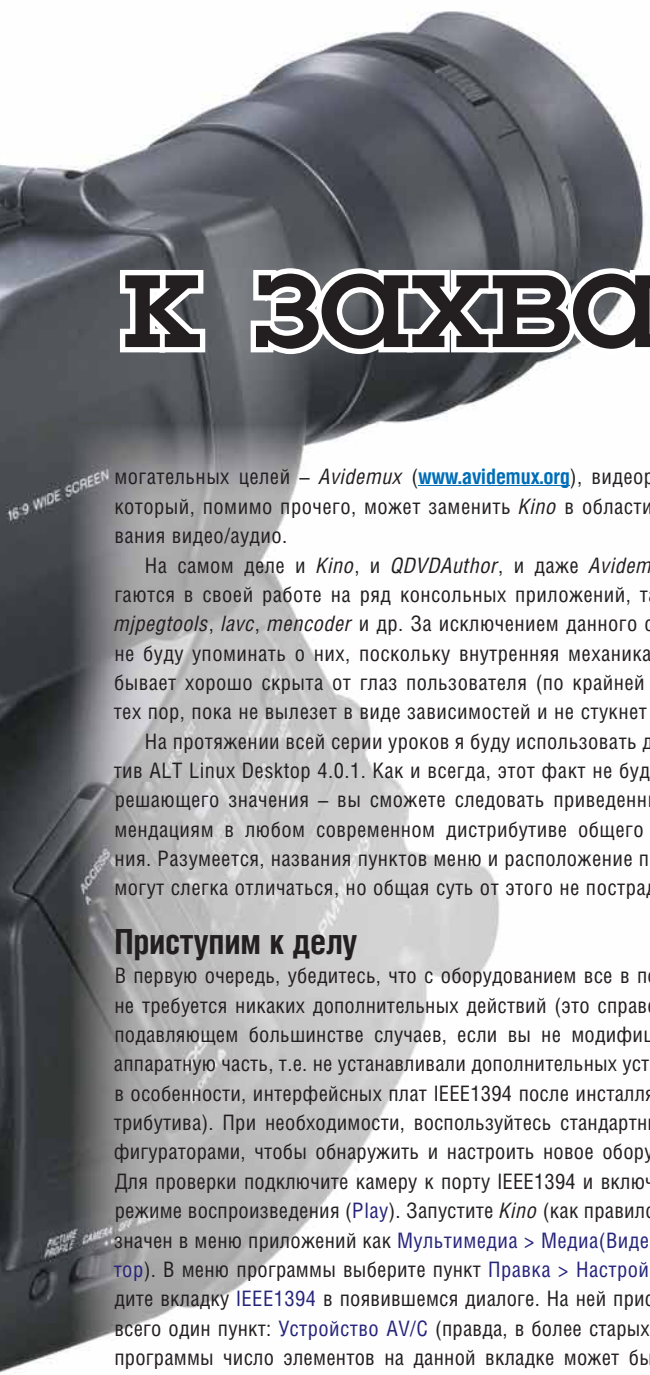 к захва
16:9 WIDE SCREEN
могательных целей – Avidemux (www.avidemux.org), видеор
который, помимо прочего, может заменить Kino в области
вания видео/аудио.
На самом деле и Kino, и QDVDAuthor, и даже Avidem
гаются в своей работе на ряд консольных приложений, та
mjpegtools, lavc, mencoder и др. За исключением данного с
не буду упоминать о них, поскольку внутренняя механика
бывает хорошо скрыта от глаз пользователя (по крайней
тех пор, пока не вылезет в виде зависимостей и не стукнет
На протяжении всей серии уроков я буду использовать д
тив ALT Linux Desktop 4.0.1. Как и всегда, этот факт не буд
решающего значения – вы сможете следовать приведенн
мендациям в любом современном дистрибутиве общего
ния. Разумеется, названия пунктов меню и расположение п
могут слегка отличаться, но общая суть от этого не пострад
ACCESS
Приступим к делу
В первую очередь, убедитесь, что с оборудованием все в по
не требуется никаких дополнительных действий (это справе
подавляющем большинстве случаев, если вы не модифиц
аппаратную часть, т.е. не устанавливали дополнительных уст
в особенности, интерфейсных плат IEEE1394 после инсталля
трибутива). При необходимости, воспользуйтесь стандартны
фигураторами, чтобы обнаружить и настроить новое обору
Для проверки подключите камеру к порту IEEE1394 и включ
режиме воспроизведения (Play). Запустите Kino (как правило
значен в меню приложений как Мультимедиа > Медиа(Виде
тор). В меню программы выберите пункт Правка > Настрой
дите вкладку IEEE1394 в появившемся диалоге. На ней прис
всего один пункт: Устройство AV/C (правда, в более старых
программы число элементов на данной вкладке может бы
PICTURE
PROFILE
CAMERA OFF